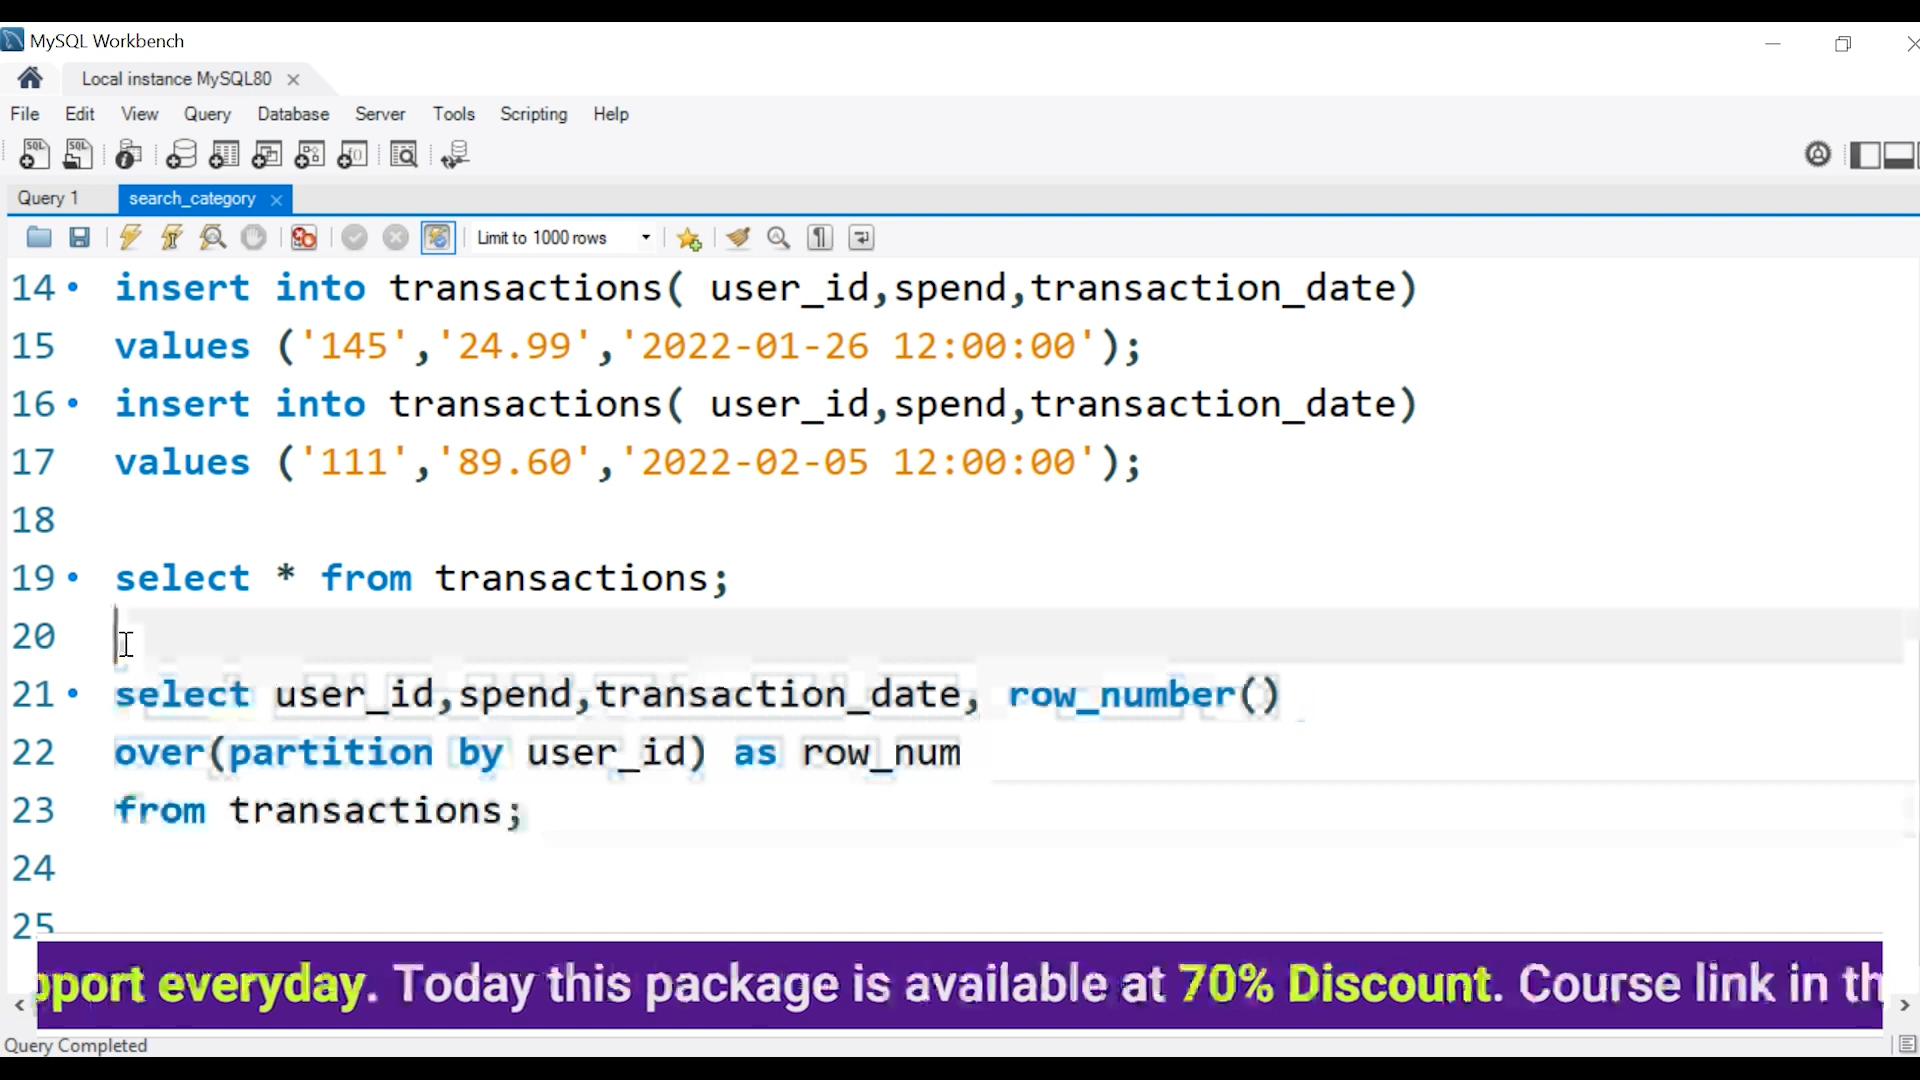 MySQL Workbench
Local instance MySQL80
File Edit View Query Database Server Tools Scripting Help
Query 1 search_category
Limit to 1000 rows
14 insert into transactions( user_id,spend,transaction_date)
15 values ('145','24.99','2022-01-26 12:00:00');
16 insert into transactions( user_id,spend,transaction_date)
17 values ('111','89.60','2022-02-05 12:00:00');
18
19 select * from transactions;
20
21 select user_id,spend,transaction_date, row_number()
22 over(partition by user_id) as row_num
23 from transactions;
24
25
pport everyday. Today this package is available at 70% Discount. Course link in th
Query Completed